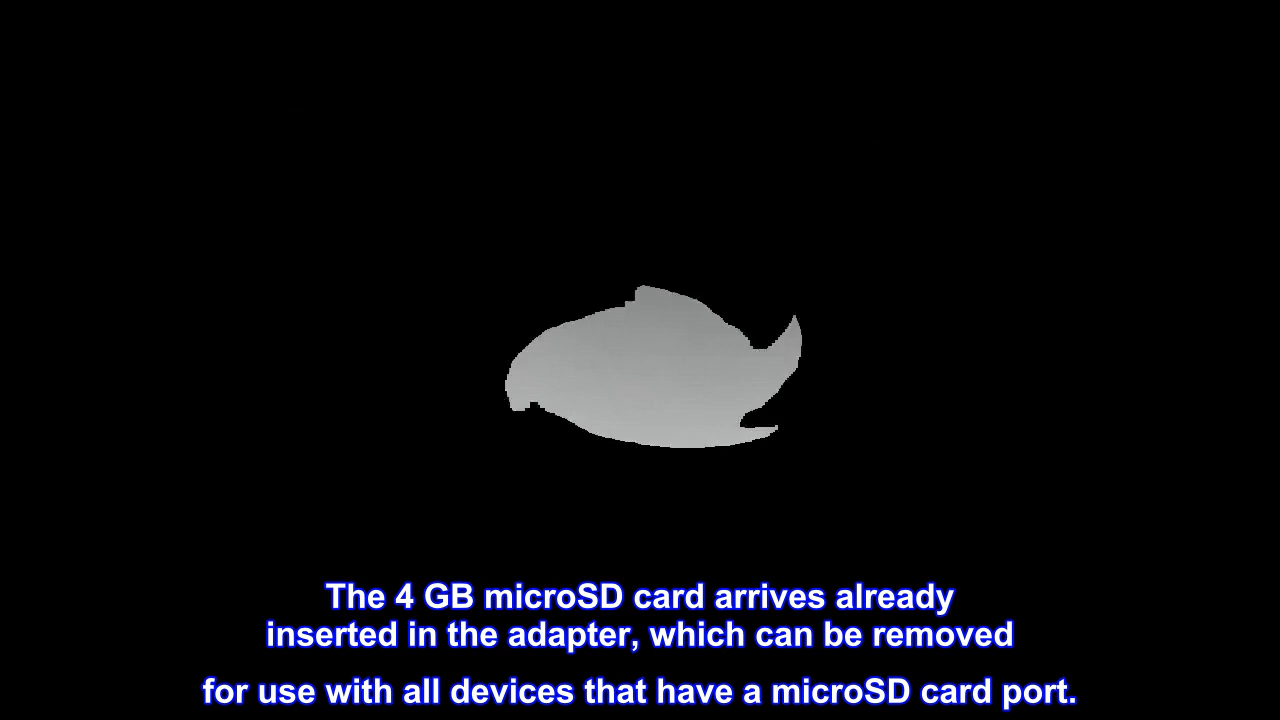 The 4 GB microSD card arrives already
inserted in the adapter, which can be removed
for use with all devices that have a microSD card port.